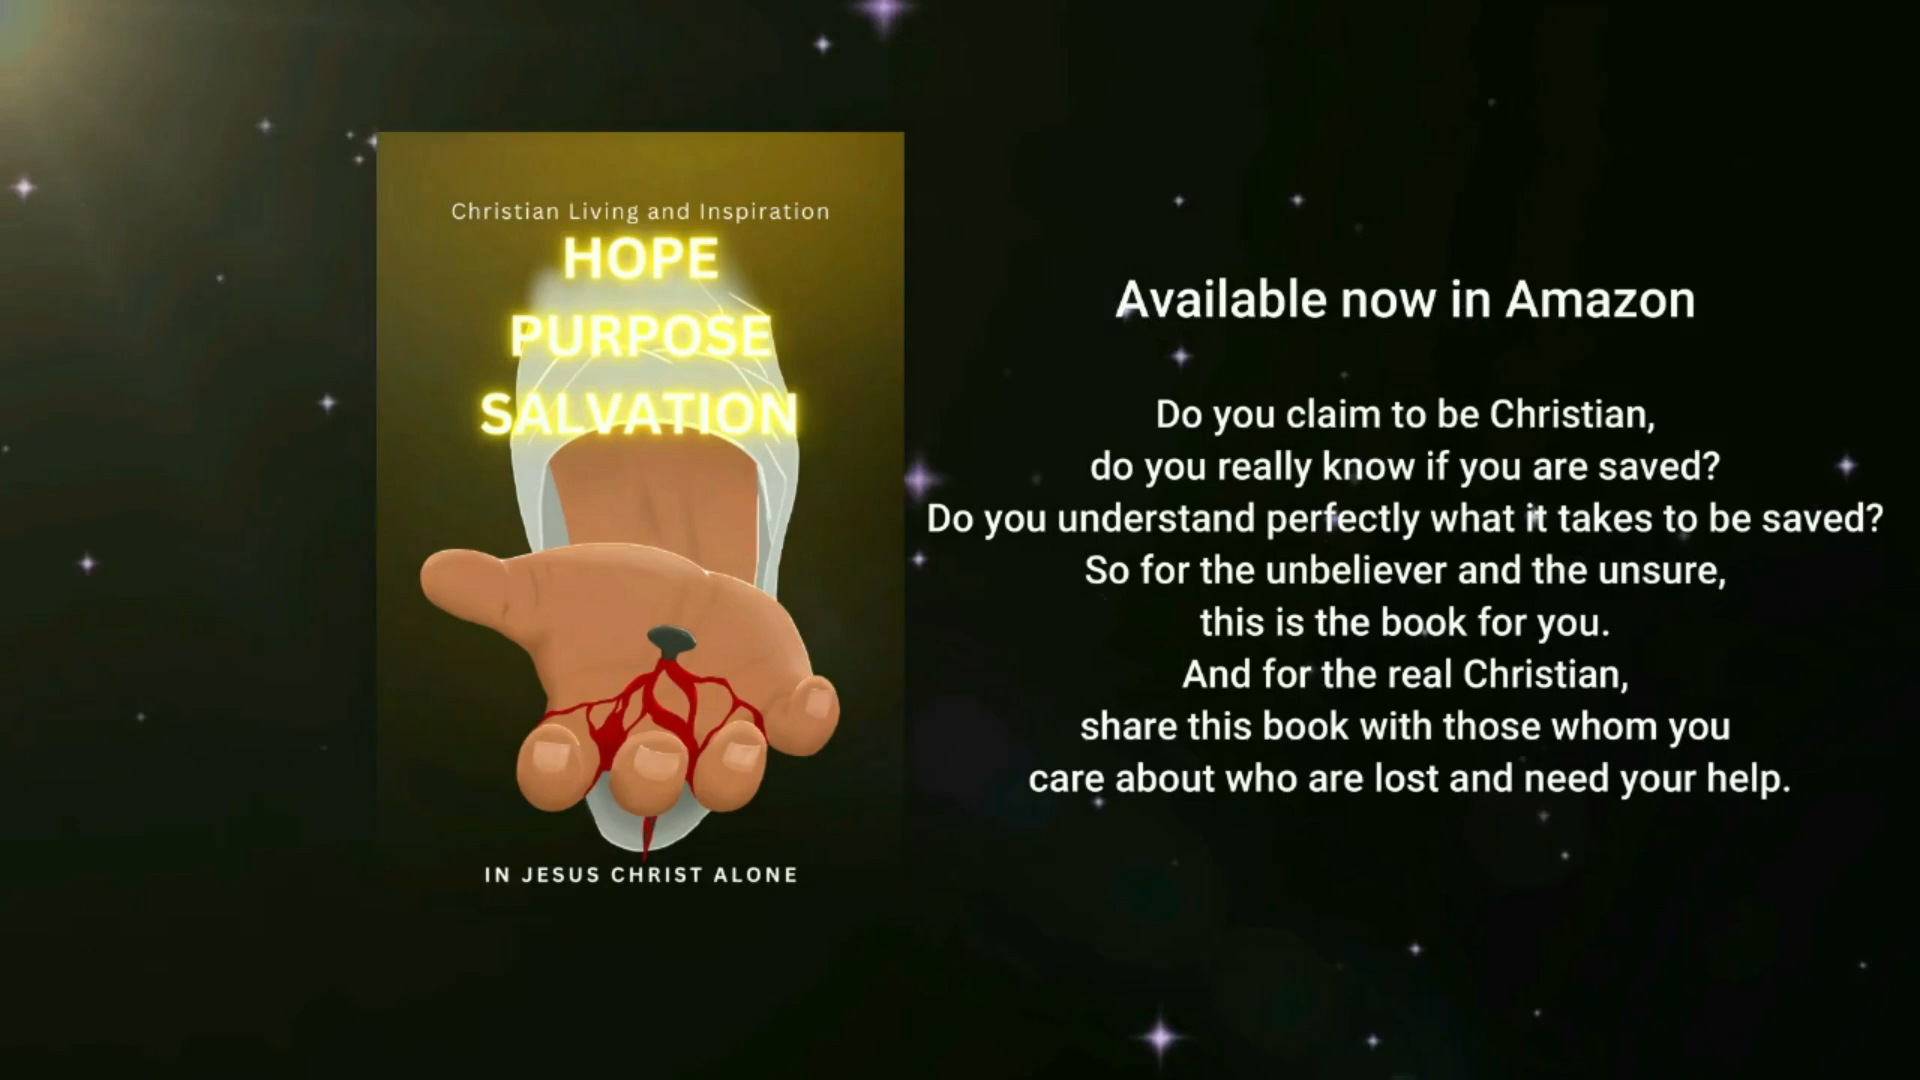 Christian Living and Inspiration
HOPE
PURPOSE
SALVATION
IN JESUS CHRIST ALONE
Available now in Amazon
Do you claim to be Christian,
do you really know if you are saved?
Do you understand perfectly what it takes to be saved?
So for the unbeliever and the unsure,
this is the book for you.
And for the real Christian,
share this book with those whom you
care about who are lost and need your help.